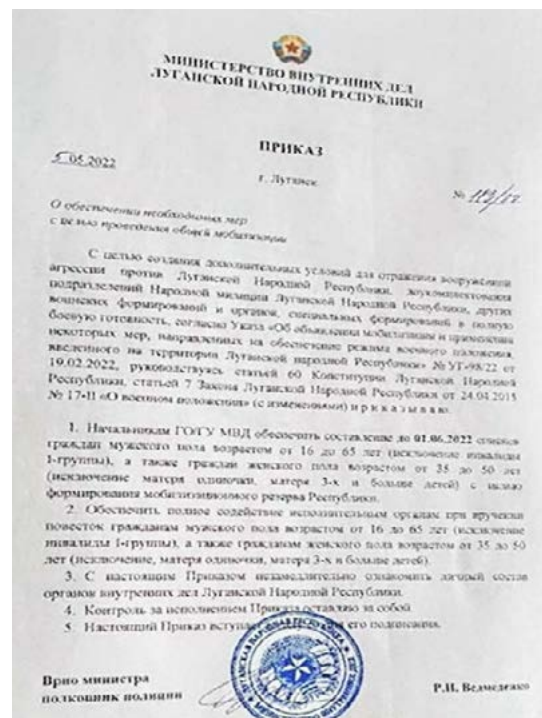 МИНИСТЕРСТВО ВНУТРЕННИХ ДЕЛ
ЛУГАНСКОЙ НАРОДНОЙ РЕСПУБЛИКИ
ПРИКАЗ
5 05.2022
г. Луганск
№
О обеспечении необходимых мер
с целью проведения общей мобилизации
С целью создания дополнительных условий для отражения вооруженной
агрессии против Луганской Народной Республики, доукомплектования
подразделений Народной милиции Луганской Народной Республики, других
воинских формирований и органов, специальных формирований в полную
боевую готовность, согласно Указа «Об объявлении мобилизации и применении
некоторых мер, направленных на обеспечение режима военного положения,
введенного на территории Луганской народной Республики» № УГ-98/22 от
19.02.2022, руководствуясь статьей 60 Конституции Луганской Народной
Республики, статьей 7 Закона Луганской Народной Республики от 24.04.2015
№ 17-II «О военном положении» (с изменениями) п р и к а з ы в а ю:
1. Начальникам ГО/ГУ МВД обеспечить составление до 01.06.2022 списков
граждан мужского пола возрастом от 16 до 65 лет (исключение инвалиды
1-группы), а также граждан женского пола возрастом от 35 до 50 лет
(исключение матеря одиночки, матеря 3-х и больше детей) с целью
формирования мобилизационного резерва Республики.
2. Обеспечить полное содействие исполнительным органам при вручении
повесток гражданам мужского пола возрастом от 16 до 65 лет (исключение
инвалиды 1-группы), а также гражданам женского пола возрастом от 35 до 50
лет (исключение, матеря одиночки, матеря 3-х и больше детей).
3. С настоящим Приказом незамедлительно ознакомить личный состав
органов внутренних дел Луганской Народной Республики.
4. Контроль за исполнением Приказа оставляю за собой.
5. Настоящий Приказ вступает его подписания.
Врио министра
полковник полиции
Р.И. Ведмеденко